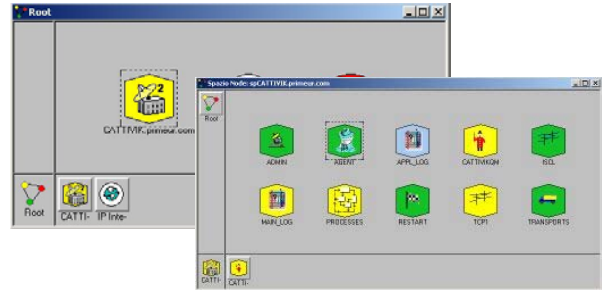 Root
2
CATTIVIK.primeur.com
Root
CATTI-
IP Inte-
Spazio Node: spCATTIVIK.primeur.com
Root
ADMIN
AGENT
APPL_LOG
CATTIVIKQM
ISCL
MAIN_LOG
PROCESSES
RESTART
TCP1
TRANSPORTS
CATTI-
CATTI-